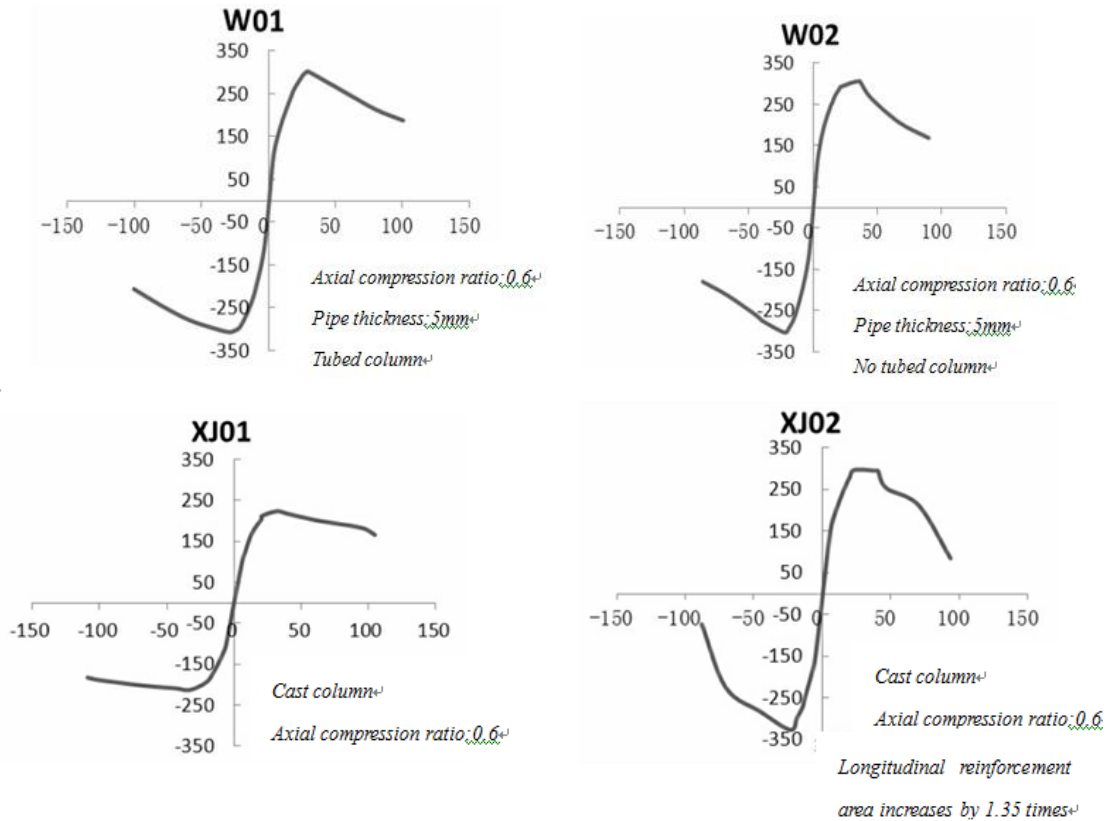 W01
350
250
150
50
-50
-150
-250
-350
−150 −100 −50 0 50 100 150
Axial compression ratio:0.6↵
Pipe thickness:5mm↵
Tubed column↵
W02
350
250
150
50
-50
-150
-250
-350
−150 −100 −50 0 50 100 150
Axial compression ratio:0.6
Pipe thickness:5mm↵
No tubed column↵
XJ01
350
250
150
50
-50
-150
-250
-350
-150 -100 -50 0 50 100 150
Cast column↵
Axial compression ratio:0.6↵
XJ02
350
250
150
50
-50
-150
-250
-350
−150 −100 −50 0 50 100 150
Cast column↵
Axial compression ratio:0.6
Longitudinal reinforcement
area increases by 1.35 times↵